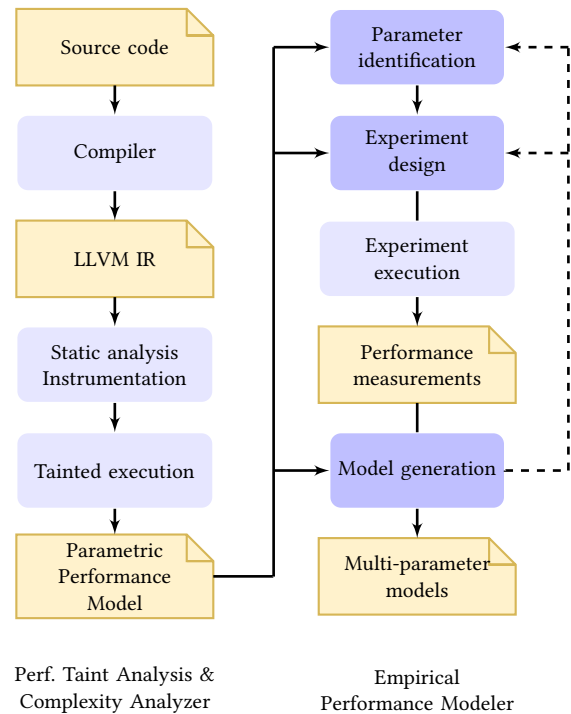 Source code
Compiler
LLVM IR
Static analysis
Instrumentation
Tainted execution
Parametric
Performance
Model
Perf. Taint Analysis &
Complexity Analyzer
Parameter
identification
Experiment
design
Experiment
execution
Performance
measurements
Model generation
Multi-parameter
models
Empirical
Performance Modeler